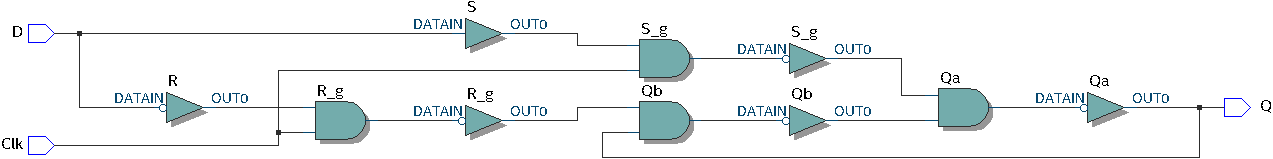 S
D
DATAIN
OUT0
S_g
S_g
DATAIN
OUT0
R
R_g
R_g
Qb
Qb
Qa
Qa
DATAIN
OUT0
DATAIN
OUT0
DATAIN
OUT0
DATAIN
OUT0
Q
Clk